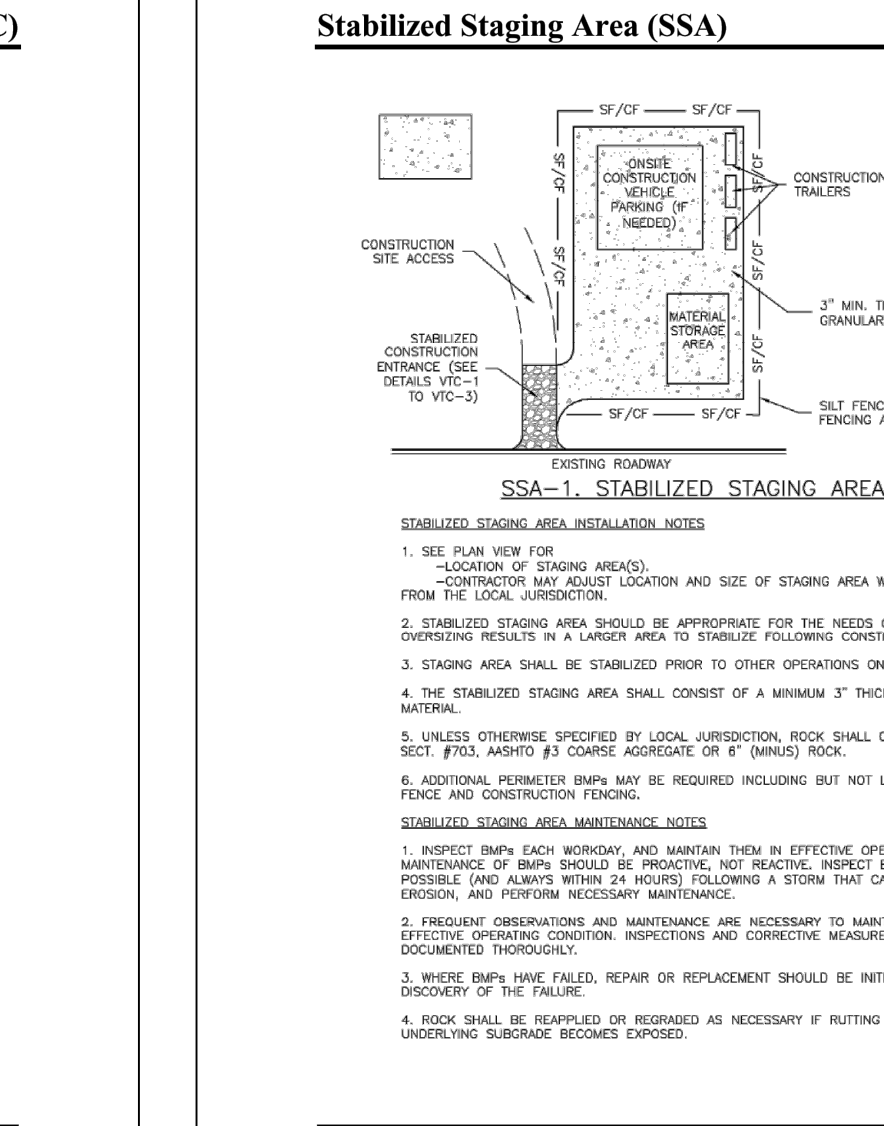 C)
Stabilized Staging Area (SSA)
SF/CF
SF/CF
SF/CF
SF/CF
SF/CF
SF/CF
SF/CF
SF/CF
SF/CF
ONSITE
CONSTRUCTION
VEHICLE
PARKING (IF
NEEDED)
CONSTRUCTION
TRAILERS
CONSTRUCTION
SITE ACCESS
3" MIN.
GRANULAR
MATERIAL
STORAGE
AREA
STABILIZED
CONSTRUCTION
ENTRANCE (SEE
DETAILS VTC-1
TO VTC-3)
SILT
FENCING
EXISTING ROADWAY
SSA-1. STABILIZED STAGING AREA
STABILIZED STAGING AREA INSTALLATION NOTES
1. SEE PLAN VIEW FOR
-LOCATION OF STAGING AREA(S).
-CONTRACTOR MAY ADJUST LOCATION AND SIZE OF STAGING AREA
FROM THE LOCAL JURISDICTION.
2. STABILIZED STAGING AREA SHOULD BE APPROPRIATE FOR THE NEEDS
OVERSIZING RESULTS IN A LARGER AREA TO STABILIZE FOLLOWING
3. STAGING AREA SHALL BE STABILIZED PRIOR TO OTHER OPERATIONS ON
4. THE STABILIZED STAGING AREA SHALL CONSIST OF A MINIMUM 3"
MATERIAL.
5. UNLESS OTHERWISE SPECIFIED BY LOCAL JURISDICTION, ROCK SHALL
SECT. #703, AASHTO #3 COARSE AGGREGATE OR 6" (MINUS) ROCK.
6. ADDITIONAL PERIMETER BMPs MAY BE REQUIRED INCLUDING BUT NOT
FENCE AND CONSTRUCTION FENCING.
STABILIZED STAGING AREA MAINTENANCE NOTES
1. INSPECT BMPs EACH WORKDAY, AND MAINTAIN THEM IN EFFECTIVE
MAINTENANCE OF BMPs SHOULD BE PROACTIVE, NOT REACTIVE. INSPECT
POSSIBLE (AND ALWAYS WITHIN 24 HOURS) FOLLOWING A STORM THAT
EROSION, AND PERFORM NECESSARY MAINTENANCE.
2. FREQUENT OBSERVATIONS AND MAINTENANCE ARE NECESSARY TO
EFFECTIVE OPERATING CONDITION. INSPECTIONS AND CORRECTIVE
DOCUMENTED THOROUGHLY.
3. WHERE BMPs HAVE FAILED, REPAIR OR REPLACEMENT SHOULD BE
DISCOVERY OF THE FAILURE.
4. ROCK SHALL BE REAPPLIED OR REGRADED AS NECESSARY IF RUTTING
UNDERLYING SUBGRADE BECOMES EXPOSED.